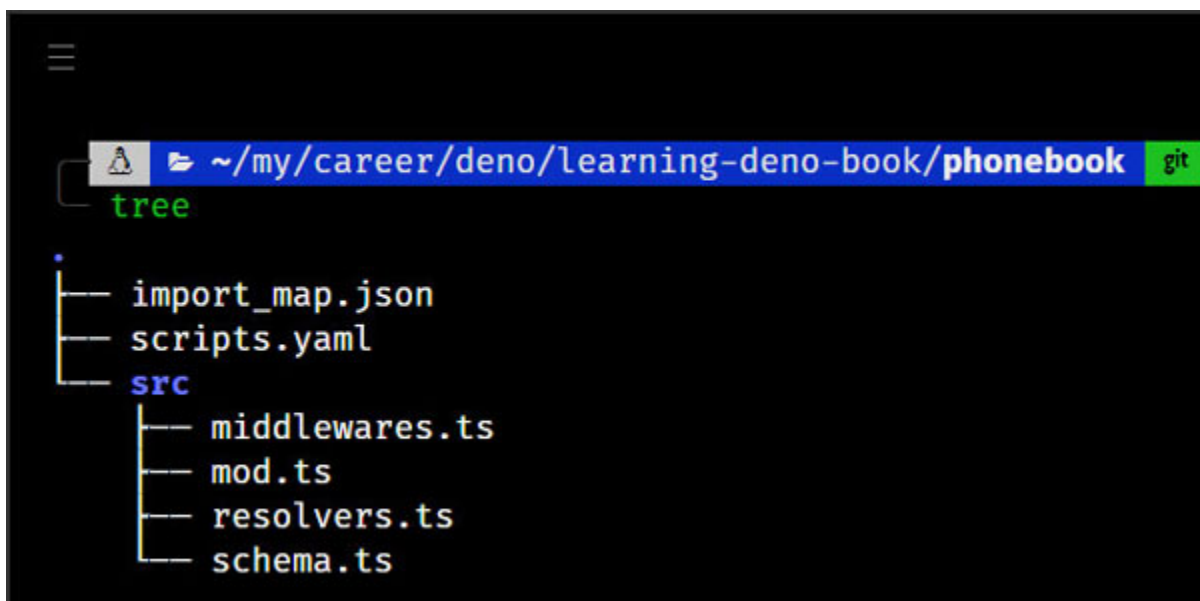 ~/my/career/deno/learning-deno-book/phonebook git
tree
.
├── import_map.json
├── scripts.yaml
└── src
    ├── middlewares.ts
    ├── mod.ts
    ├── resolvers.ts
    └── schema.ts